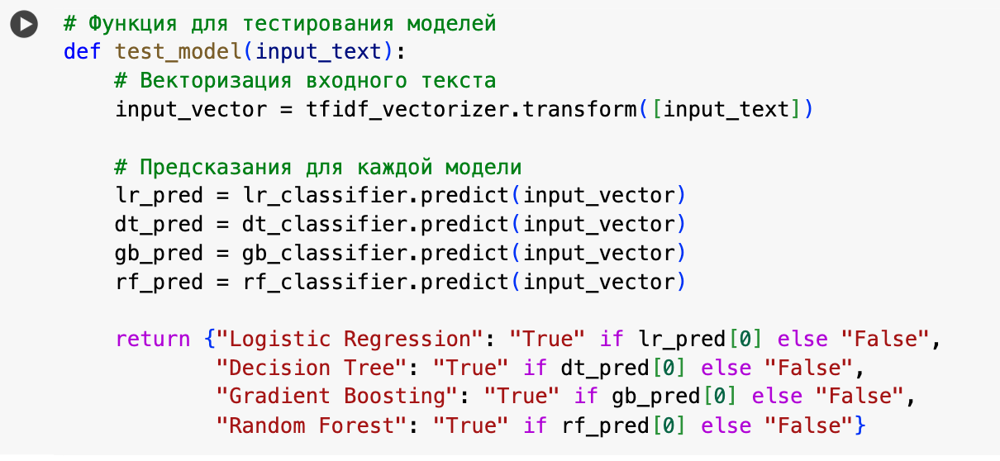 # Функция для тестирования моделей
def test_model(input_text):
    # Векторизация входного текста
    input_vector = tfidf_vectorizer.transform([input_text])

    # Предсказания для каждой модели
    lr_pred = lr_classifier.predict(input_vector)
    dt_pred = dt_classifier.predict(input_vector)
    gb_pred = gb_classifier.predict(input_vector)
    rf_pred = rf_classifier.predict(input_vector)

    return {"Logistic Regression": "True" if lr_pred[0] else "False",
            "Decision Tree": "True" if dt_pred[0] else "False",
            "Gradient Boosting": "True" if gb_pred[0] else "False",
            "Random Forest": "True" if rf_pred[0] else "False"}